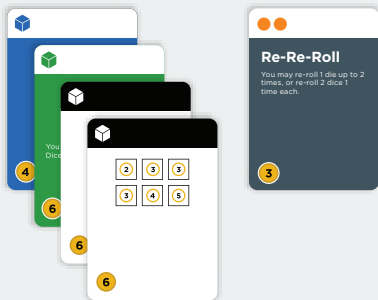 Re-Re-Roll
You may re-roll 1 die up to 2
times, or re-roll 2 dice 1
time each.
3
4
You
Dice
6
6
2 3 3
3 4 5
6